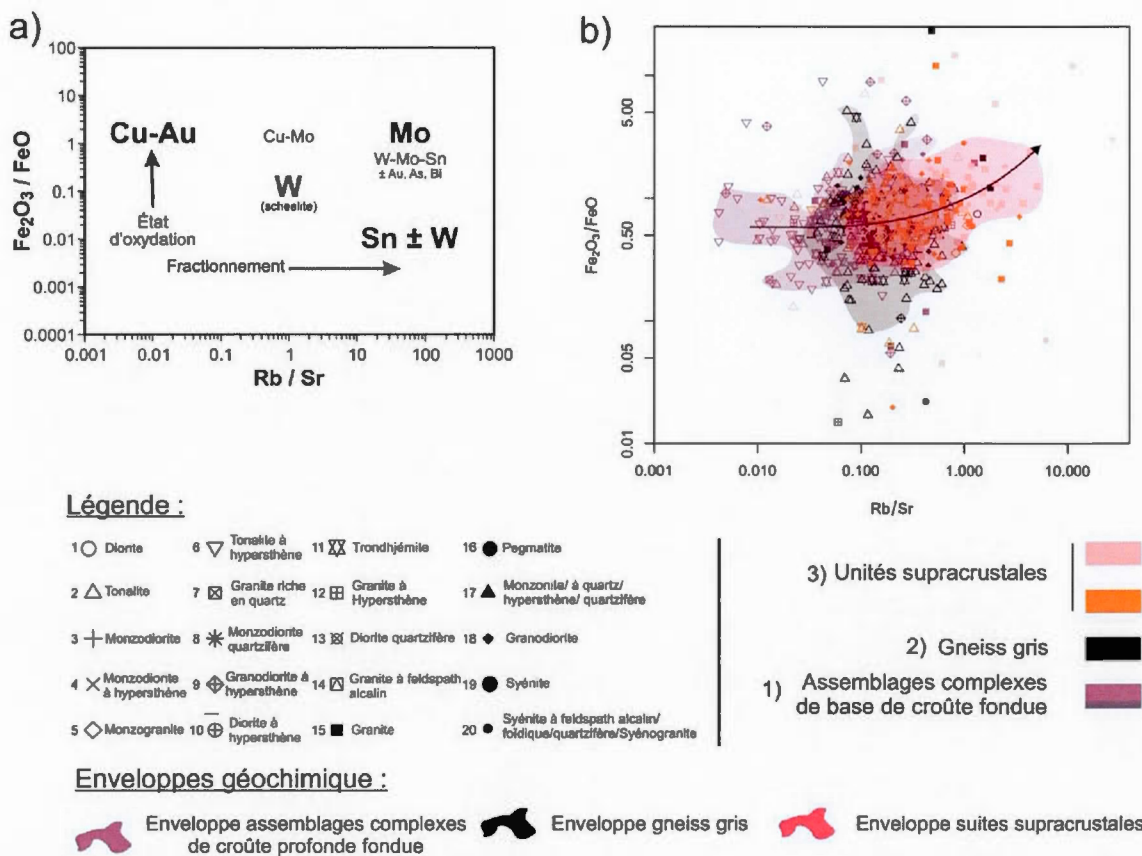 a)
100
10
1
0.1
0.01
0.001
0.0001
Fe₂O₃ / FeO
0.001
0.01
0.1
1
10
100
1000
Rb / Sr
Cu-Au
Cu-Mo
Mo
W-Mo-Sn
± Au, As, Bi
W
(scheelite)
État
d'oxydation
Sn ± W
Fractionnement
b)
5.00
0.50
0.05
0.01
Fe₂O₃/FeO
0.001
0.010
0.100
1.000
10.000
Rb/Sr
Légende :
1 Diorite
2 Tonalite
3 Monzodiorite
4 Monzodiorite
à hypersthène
5 Monzogranite
6 Tonalite à
hypersthène
7 Granite riche
en quartz
8 Monzodiorite
quartzifère
9 Granodiorite à
hypersthène
10 Diorite à
hypersthène
11 Trondhjémite
12 Granite à
Hypersthène
13 Diorite quartzifère
14 Granite à feldspath
alcalin
15 Granite
16 Pegmatite
17 Monzonite/ à quartz/
hypersthène/ quartzifère
18 Granodiorite
19 Syénite
20 Syénite à feldspath alcalin/
foïdique/quartzifère/Syénogranite
3) Unités supracrustales
2) Gneiss gris
1) Assemblages complexes
de base de croûte fondue
Enveloppes géochimique :
Enveloppe assemblages complexes
de croûte profonde fondue
Enveloppe gneiss gris
Enveloppe suites supracrustales